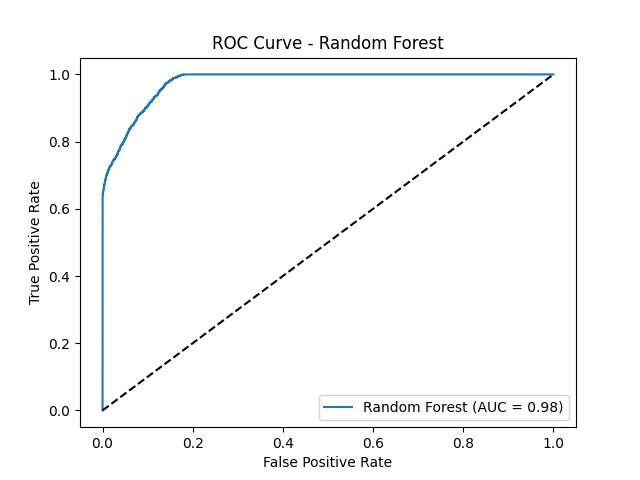 ROC Curve - Random Forest
1.0
0.8
0.6
0.4
0.2
0.0
True Positive Rate
Random Forest (AUC = 0.98)
0.0 0.2 0.4 0.6 0.8 1.0
False Positive Rate